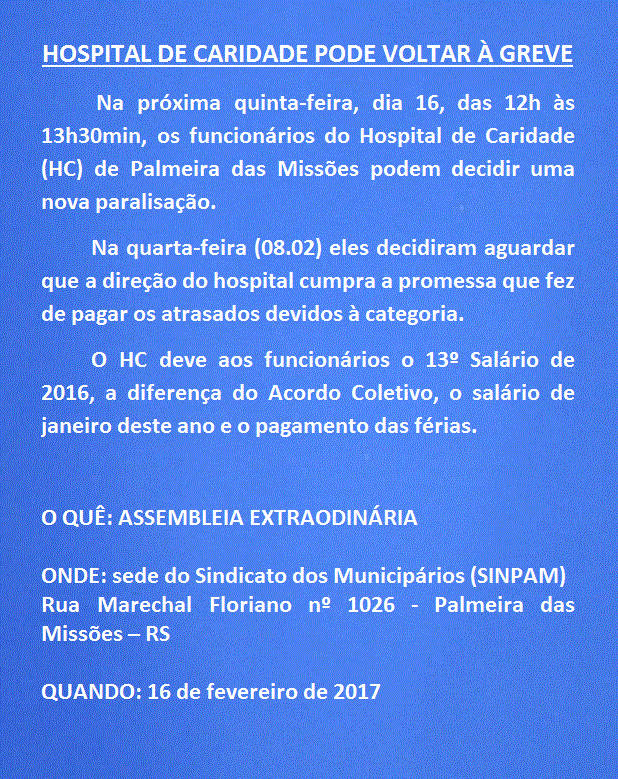 HOSPITAL DE CARIDADE PODE VOLTAR À GREVE
Na próxima quinta-feira, dia 16, das 12h às
13h30min, os funcionários do Hospital de Caridade
(HC) de Palmeira das Missões podem decidir uma
nova paralisação.
Na quarta-feira (08.02) eles decidiram aguardar
que a direção do hospital cumpra a promessa que fez
de pagar os atrasados devidos à categoria.
O HC deve aos funcionários o 13º Salário de
2016, a diferença do Acordo Coletivo, o salário de
janeiro deste ano e o pagamento das férias.
O QUÊ: ASSEMBLEIA EXTRAODINÁRIA
ONDE: sede do Sindicato dos Municipários (SINPAM)
Rua Marechal Floriano nº 1026 - Palmeira das
Missões – RS
QUANDO: 16 de fevereiro de 2017